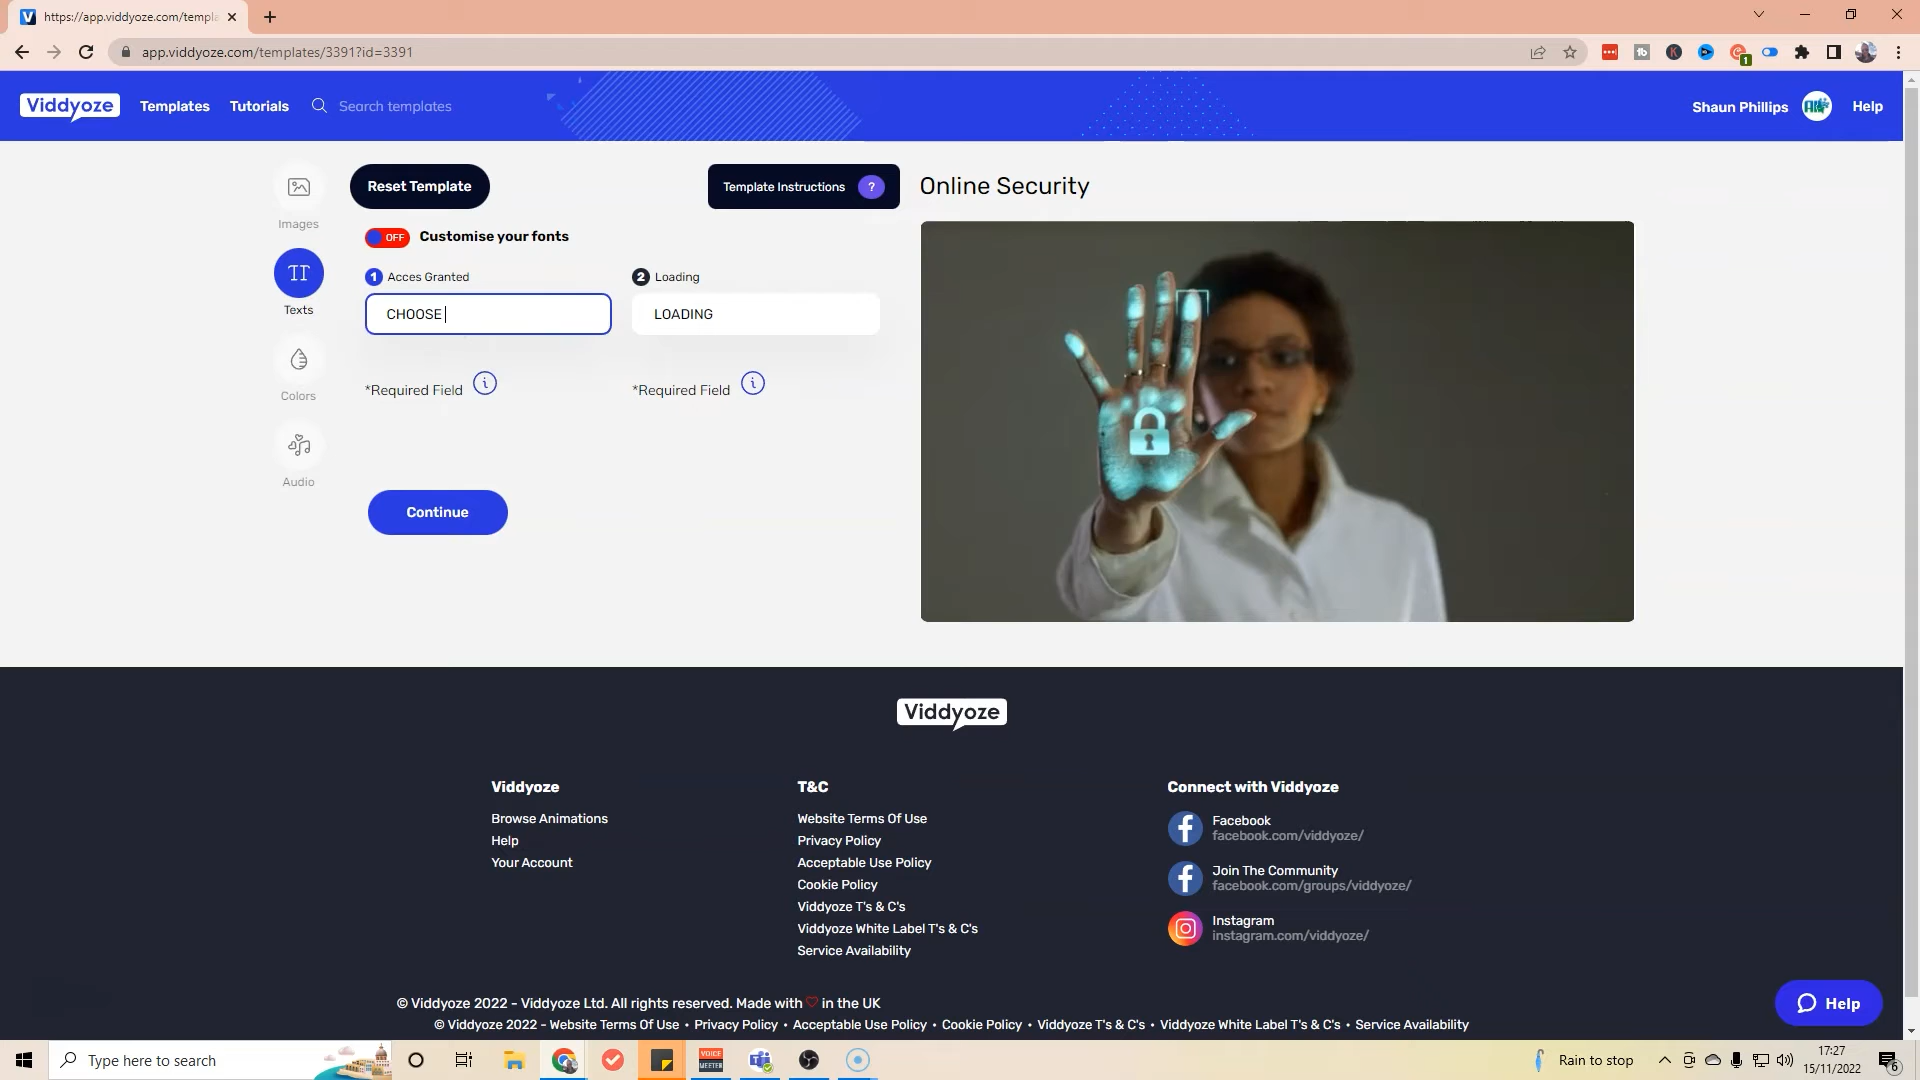 https://app.viddyoze.com/templa
app.viddyoze.com/templates/3391?id=3391
Viddyoze
Templates
Tutorials
Search templates
Shaun Phillips
Help
Images
Reset Template
Template Instructions ?
Online Security
OFF Customise your fonts
1 Acces Granted
2 Loading
Texts
CHOOSE
LOADING
Colors
*Required Field
*Required Field
Audio
Continue
Viddyoze
Viddyoze
Browse Animations
Help
Your Account
T&C
Website Terms Of Use
Privacy Policy
Acceptable Use Policy
Cookie Policy
Viddyoze T's & C's
Viddyoze White Label T's & C's
Service Availability
Connect with Viddyoze
Facebook
facebook.com/viddyoze/
Join The Community
facebook.com/groups/viddyoze/
Instagram
instagram.com/viddyoze/
© Viddyoze 2022 - Viddyoze Ltd. All rights reserved. Made with ♡ in the UK
© Viddyoze 2022 - Website Terms Of Use • Privacy Policy • Acceptable Use Policy • Cookie Policy • Viddyoze T's & C's • Viddyoze White Label T's & C's • Service Availability
Help
Type here to search
VOICE
MEETER
Rain to stop
17:27
15/11/2022
6